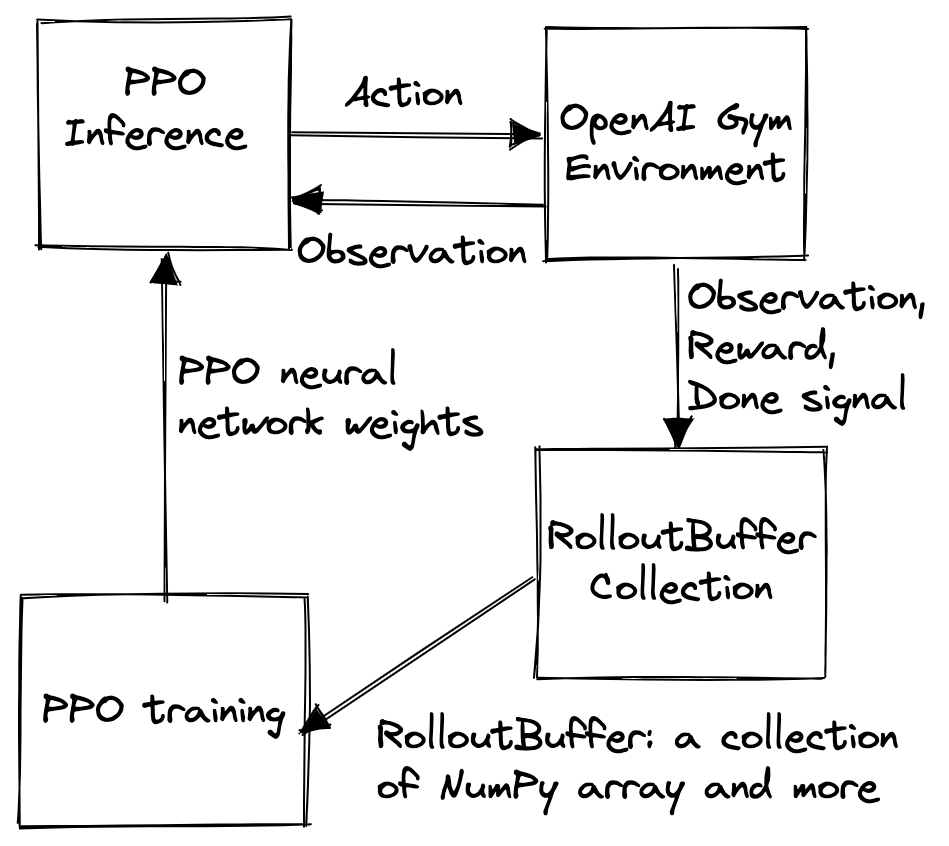 PPO
Inference
Action
OpenAI Gym
Environment
Observation
Observation,
Reward,
Done signal
PPO neural
network weights
RolloutBuffer
Collection
PPO training
RolloutBuffer: a collection
of NumPy array and more